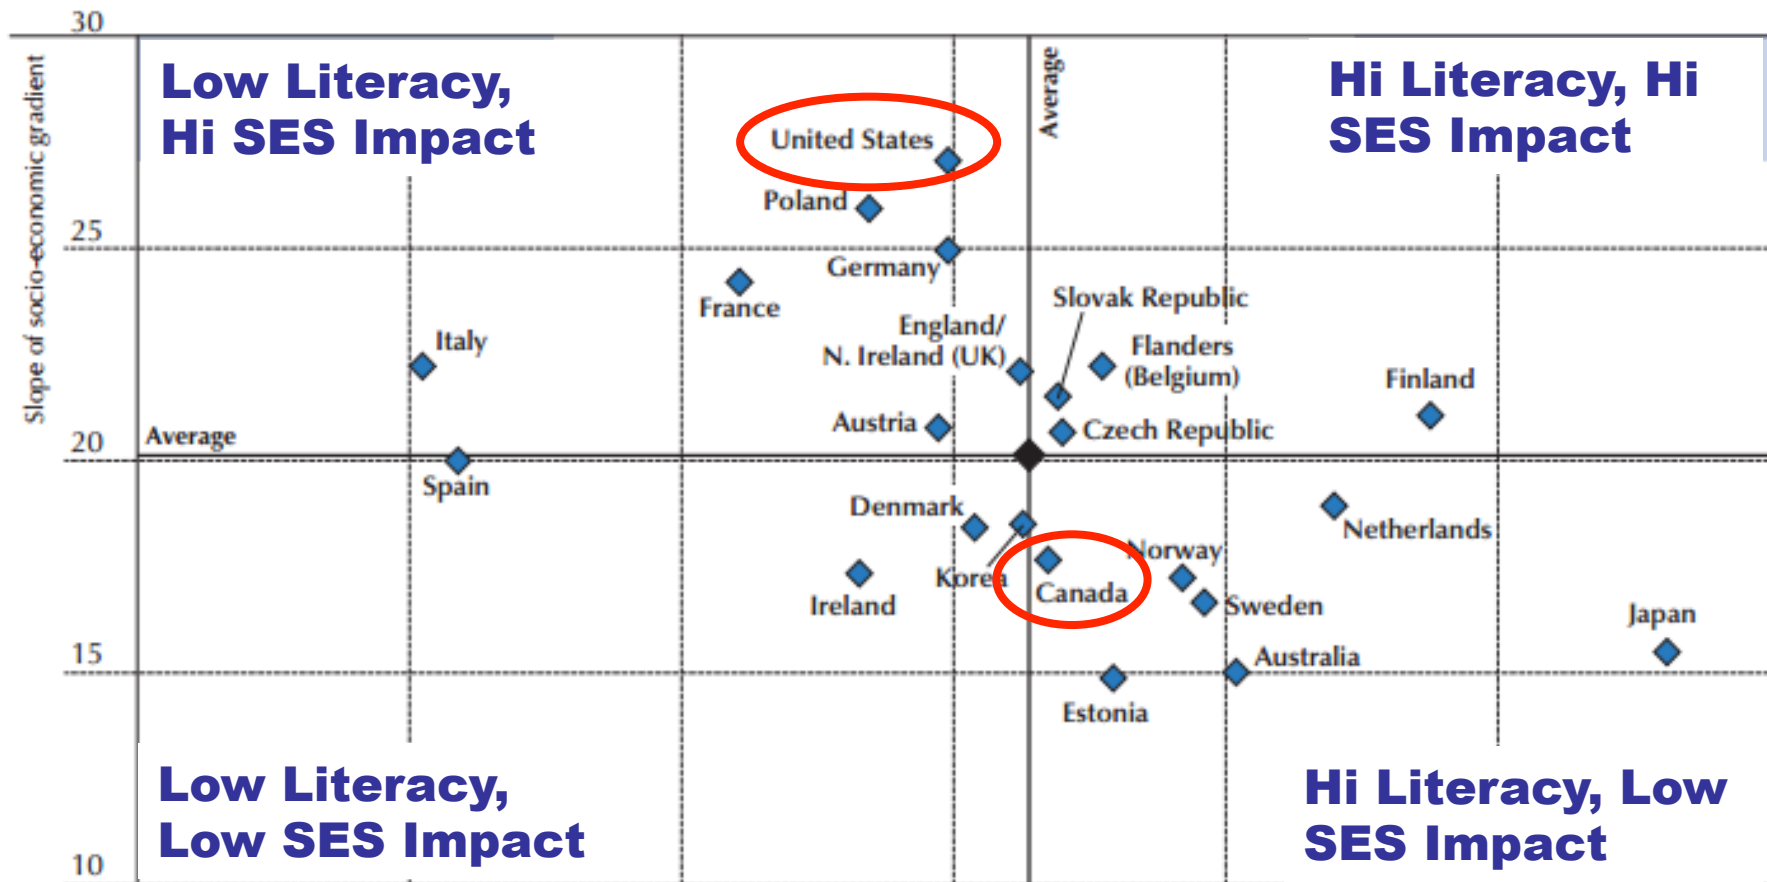 30
Slope of socio-economic gradient
Low Literacy,
Hi SES Impact
Average
Hi Literacy, Hi
SES Impact
United States
Poland
25
Germany
France
Slovak Republic
England/
N. Ireland (UK)
Italy
Flanders
(Belgium)
Finland
Austria
Czech Republic
20
Average
Spain
Denmark
Netherlands
Norway
Korea
Canada
Ireland
Sweden
Japan
15
Australia
Estonia
Low Literacy,
Low SES Impact
Hi Literacy, Low
SES Impact
10